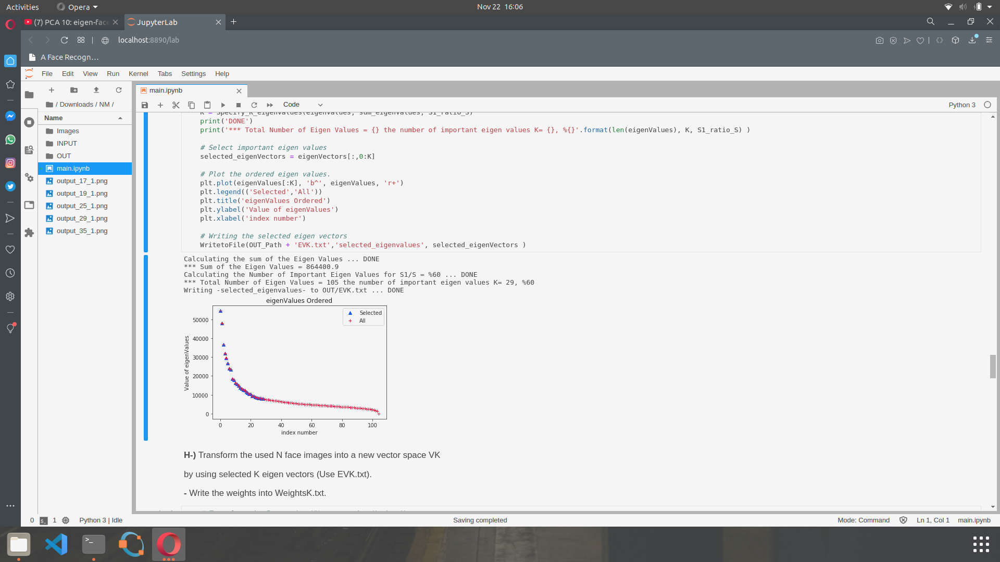 Activities
Opera
Nov 22 16:06
(7) PCA 10: eigen-face
JupyterLab
localhost:8890/lab
A Face Recogn…
File Edit View Run Kernel Tabs Settings Help
/ Downloads / NM /
Name
Images
INPUT
OUT
main.ipynb
output_17_1.png
output_19_1.png
output_25_1.png
output_29_1.png
output_35_1.png
main.ipynb
Code
Python 3
K = Specify_K_eigenvalues(eigenValues, sum_eigenValues, S1_ratio_S)
print('DONE')
print('*** Total Number of Eigen Values = {} the number of important eigen values K= {}, %{}'.format(len(eigenValues), K, S1_ratio_S) )
# Select important eigen values
selected_eigenVectors = eigenVectors[:,0:K]
# Plot the ordered eigen values.
plt.plot(eigenValues[:K], 'b^', eigenValues, 'r+')
plt.legend(('Selected','All'))
plt.title('eigenValues Ordered')
plt.ylabel('Value of eigenValues')
plt.xlabel('index number')
# Writing the selected eigen vectors
WritetoFile(OUT_Path + 'EVK.txt','selected_eigenvalues', selected_eigenVectors )
Calculating the sum of the Eigen Values ... DONE
*** Sum of the Eigen Values = 864400.9
Calculating the Number of Important Eigen Values for S1/S = %60 ... DONE
*** Total Number of Eigen Values = 105 the number of important eigen values K= 29, %60
Writing -selected_eigenvalues- to OUT/EVK.txt ... DONE
eigenValues Ordered
Selected
All
Value of eigenValues
50000
40000
30000
20000
10000
0
0 20 40 60 80 100
index number
H-) Transform the used N face images into a new vector space VK
by using selected K eigen vectors (Use EVK.txt).
- Write the weights into WeightsK.txt.
0 $_ 1 Python 3 | Idle
Saving completed
Mode: Command Ln 1, Col 1 main.ipynb
>_